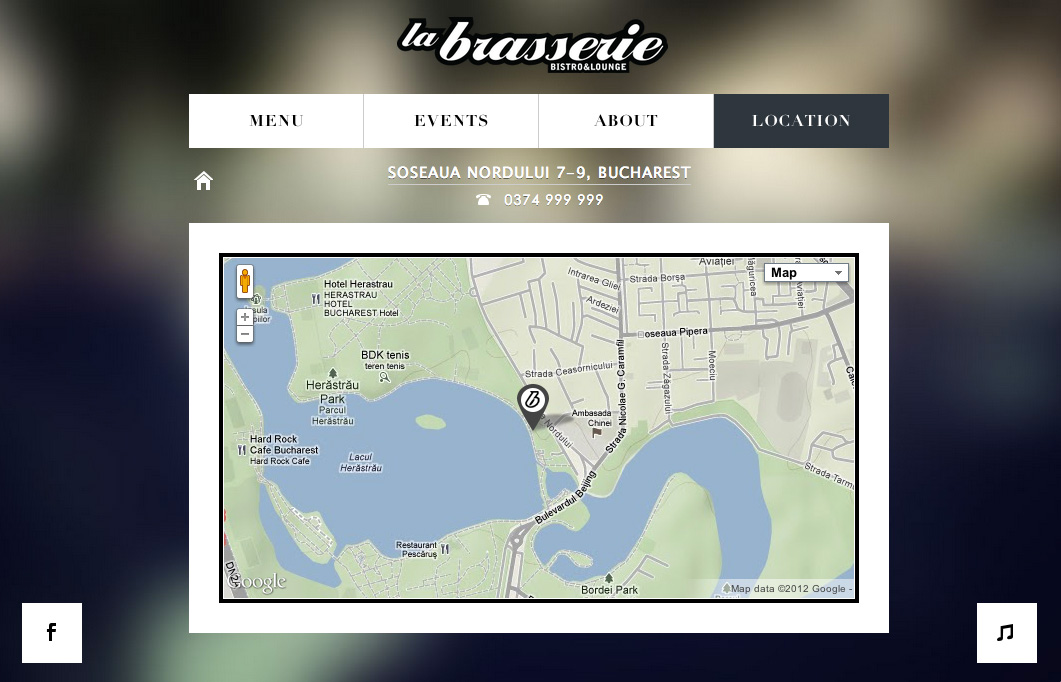 la brasserie
BISTRO&LOUNGE
MENU
EVENTS
ABOUT
LOCATION
SOSEAUA NORDULUI 7-9, BUCHAREST
0374 999 999
Map
Aviației
Intrarea Gliei
Strada Borșa
Ardeziei
Hotel Herastrau
HERASTRAU
HOTEL
BUCHAREST Hotel
oseaua Pipera
BDK tenis
teren tenis
Strada Ceasornicului
Strada Nicolae G. Caramfil
Strada Zăgazului
Moeciu
Herăstrău
Park
Parcul
Herăstrău
Ambasada
Chinei
Nordului
Hard Rock
Cafe Bucharest
Hard Rock Cafe
Lacul
Herăstrău
Strada Tarm
Bulevardul Beijing
Restaurant
Pescăruș
Bordei Park
Google
Map data ©2012 Google -